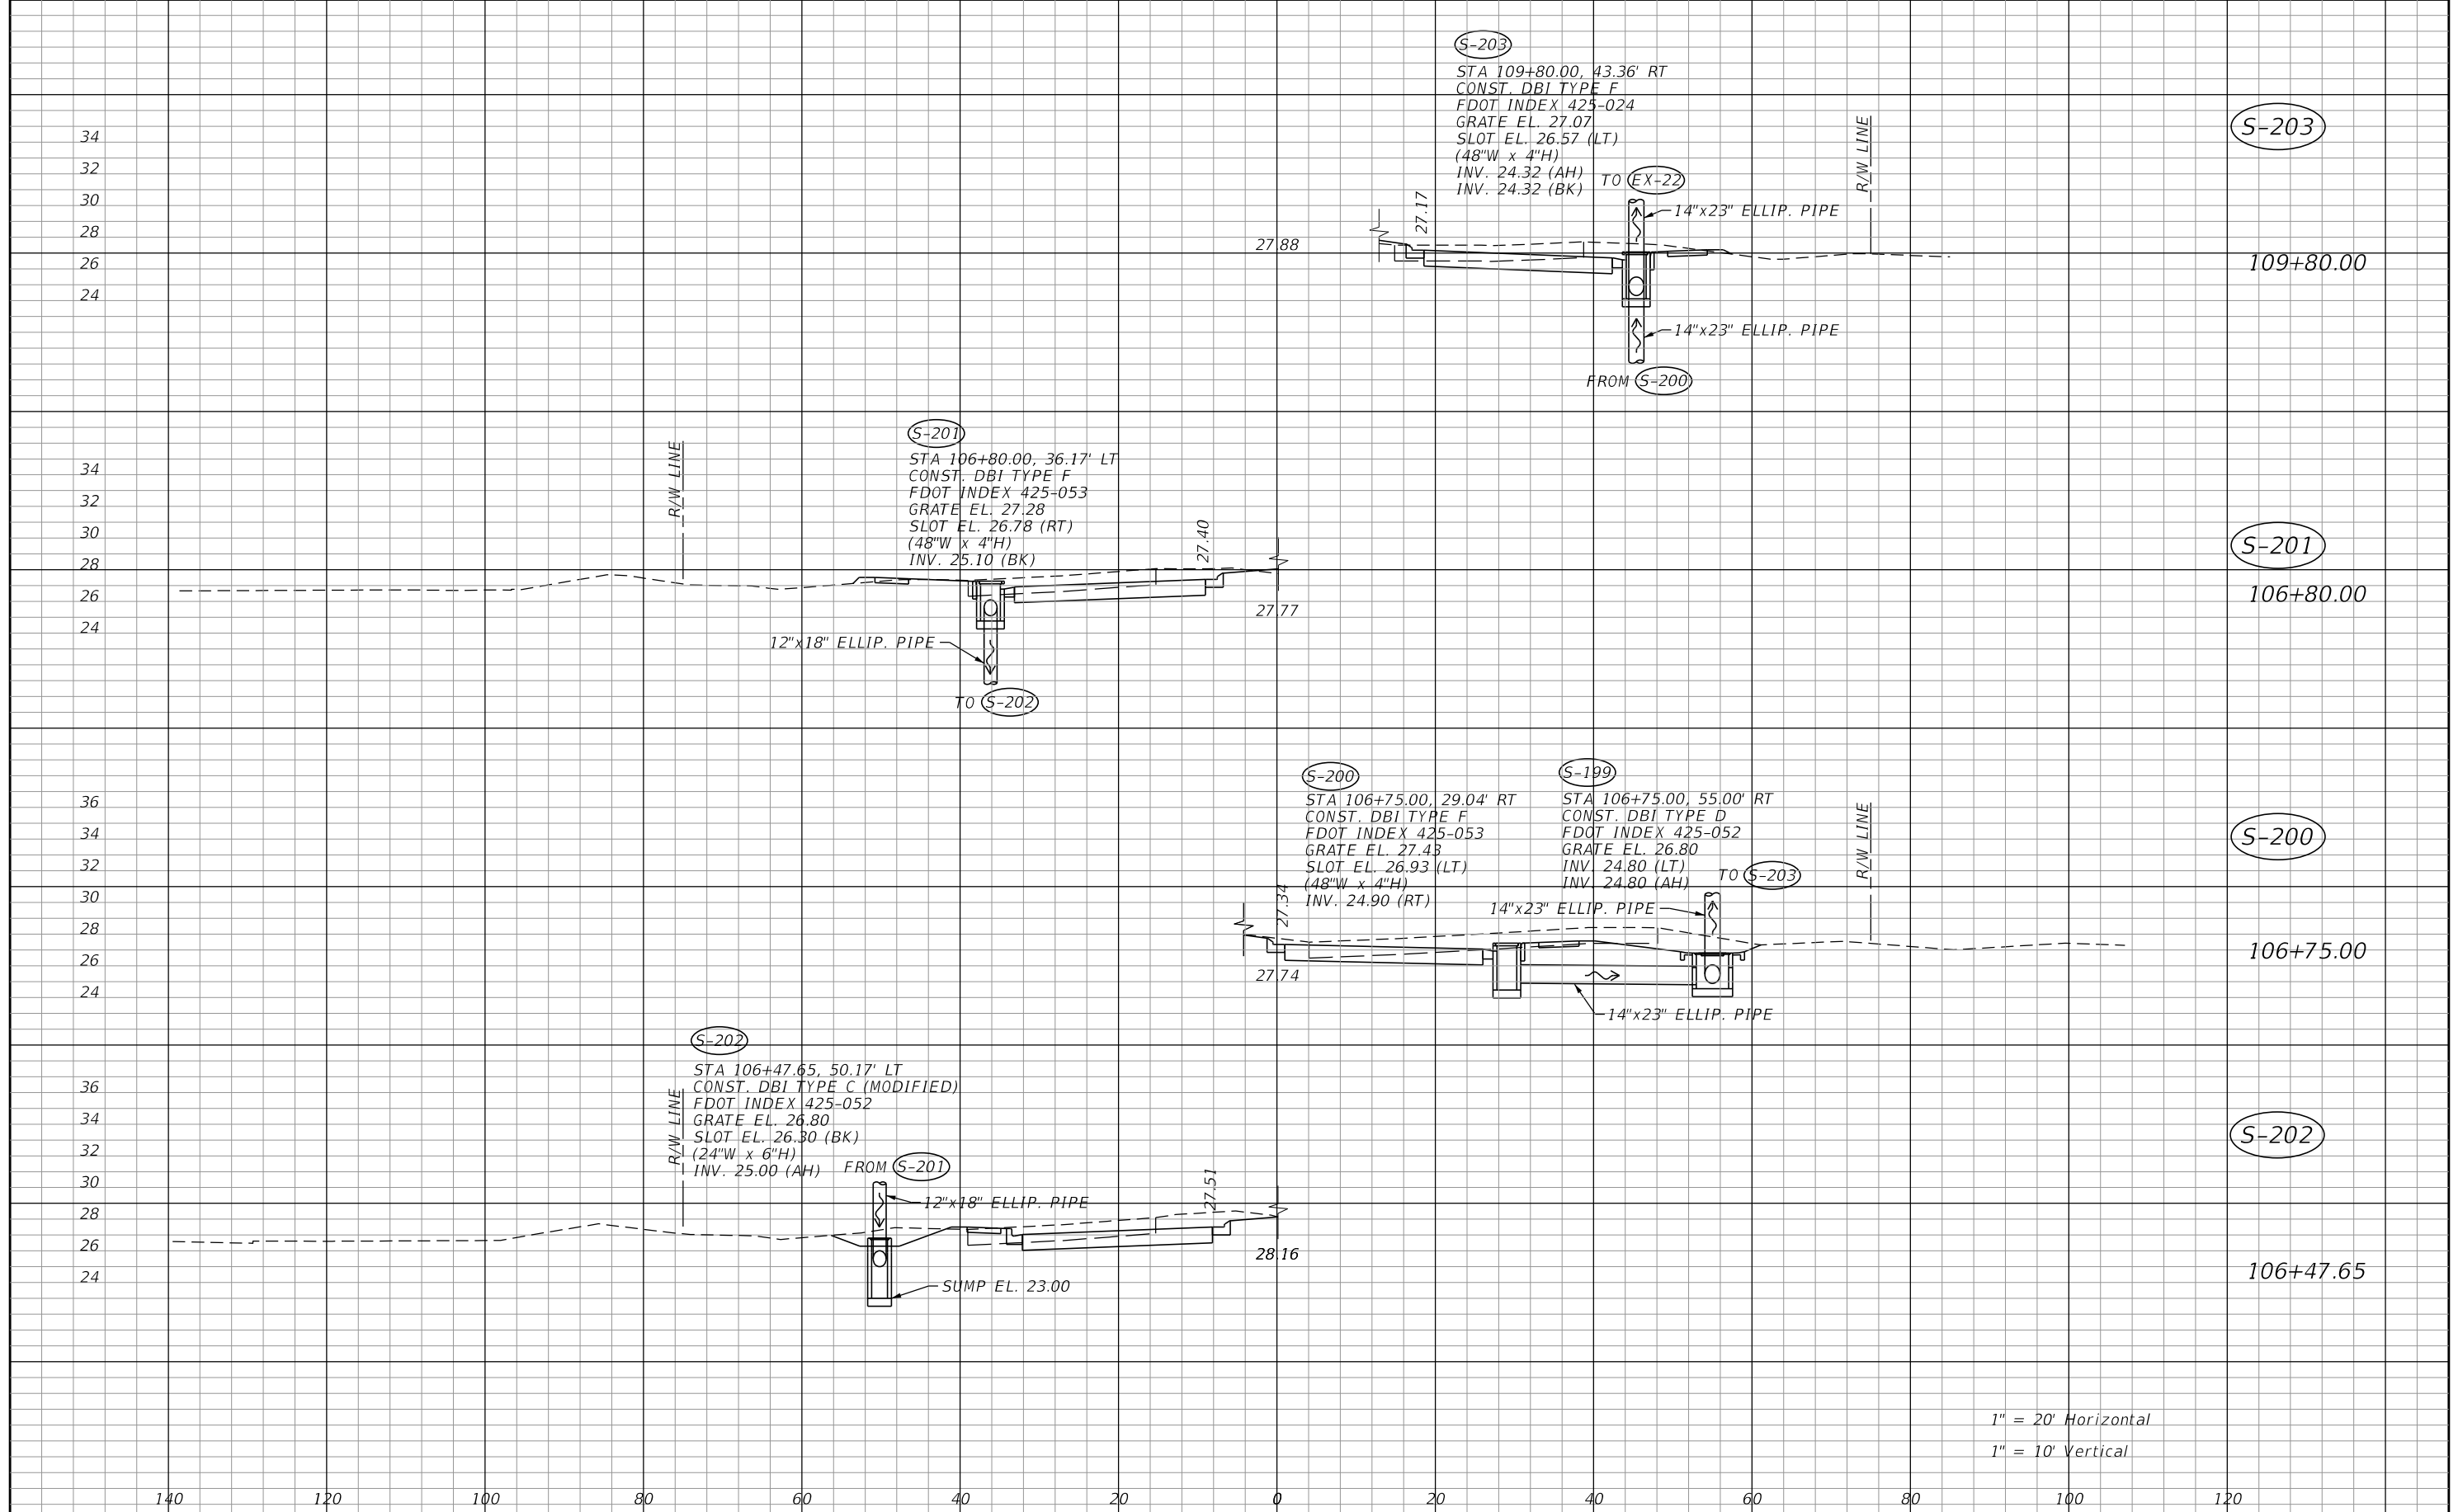 S-203
STA 109+80.00, 43.36' RT
CONST. DBI TYPE F
FDOT INDEX 425-024
GRATE EL. 27.07
SLOT EL. 26.57 (LT)
(48"W x 4"H)
INV. 24.32 (AH)
INV. 24.32 (BK)
TO EX-22
14"x23" ELLIP. PIPE
14"x23" ELLIP. PIPE
FROM S-200
R/W LINE
27.17
27.88
34
32
30
28
26
24
S-203
109+80.00
S-201
STA 106+80.00, 36.17' LT
CONST. DBI TYPE F
FDOT INDEX 425-053
GRATE EL. 27.28
SLOT EL. 26.78 (RT)
(48"W x 4"H)
INV. 25.10 (BK)
R/W LINE
27.40
27.77
12"x18" ELLIP. PIPE
TO S-202
34
32
30
28
26
24
S-201
106+80.00
S-200
STA 106+75.00, 29.04' RT
CONST. DBI TYPE F
FDOT INDEX 425-053
GRATE EL. 27.43
SLOT EL. 26.93 (LT)
(48"W x 4"H)
INV. 24.90 (RT)
S-199
STA 106+75.00, 55.00' RT
CONST. DBI TYPE D
FDOT INDEX 425-052
GRATE EL. 26.80
INV. 24.80 (LT)
INV. 24.80 (AH)
TO S-203
14"x23" ELLIP. PIPE
14"x23" ELLIP. PIPE
R/W LINE
27.34
27.74
36
34
32
30
28
26
24
S-200
106+75.00
S-202
STA 106+47.65, 50.17' LT
CONST. DBI TYPE C (MODIFIED)
FDOT INDEX 425-052
GRATE EL. 26.80
SLOT EL. 26.30 (BK)
(24"W x 6"H)
INV. 25.00 (AH)
FROM S-201
12"x18" ELLIP. PIPE
SUMP EL. 23.00
R/W LINE
27.51
28.16
36
34
32
30
28
26
24
S-202
106+47.65
1" = 20' Horizontal
1" = 10' Vertical
140 120 100 80 60 40 20 0 20 40 60 80 100 120